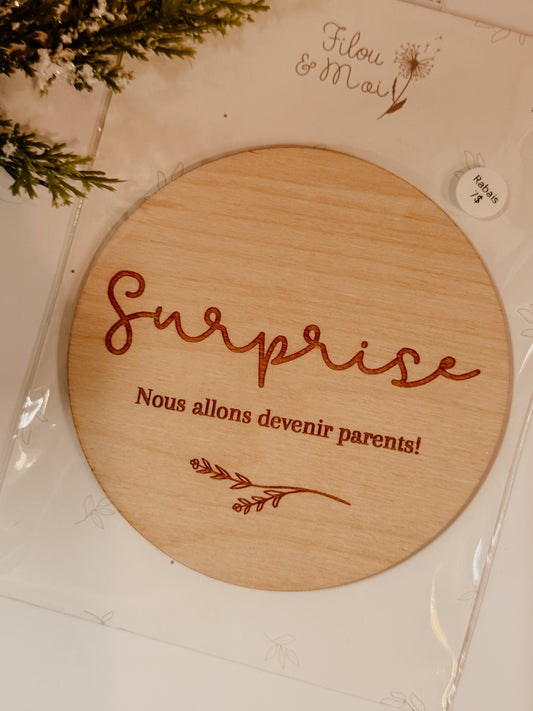 Filou
& Moi
Rabais
7$
Surprise
Nous allons devenir parents!